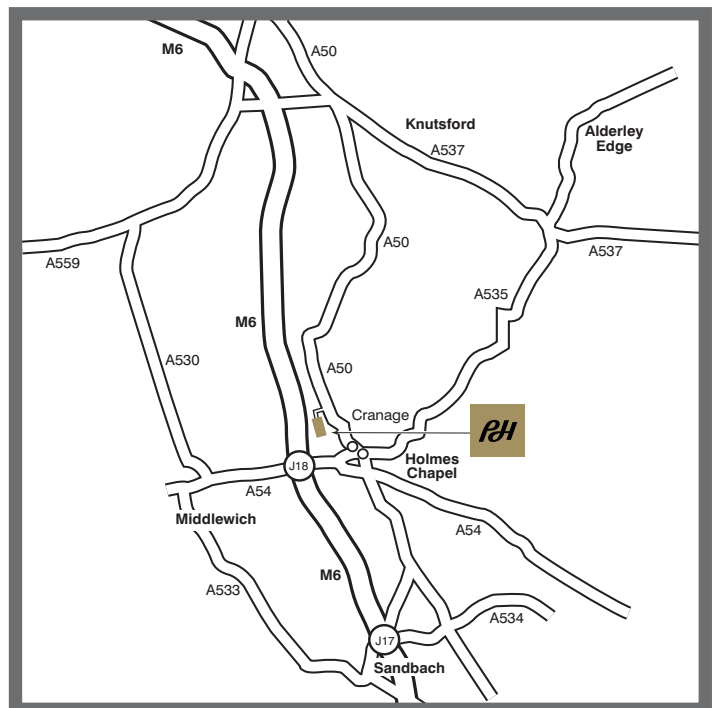 M6
A50
Knutsford
A537
Alderley
Edge
A50
A537
A559
A535
M6
A530
A50
Cranage
Holmes
Chapel
J18
A54
Middlewich
A54
M6
A533
A534
J17
Sandbach